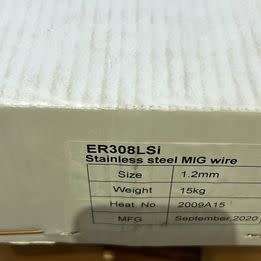 ER308LSi
Stainless steel MIG wire
Size 1.2mm
Weight 15kg
Heat No 2009A15
MFG September,2020